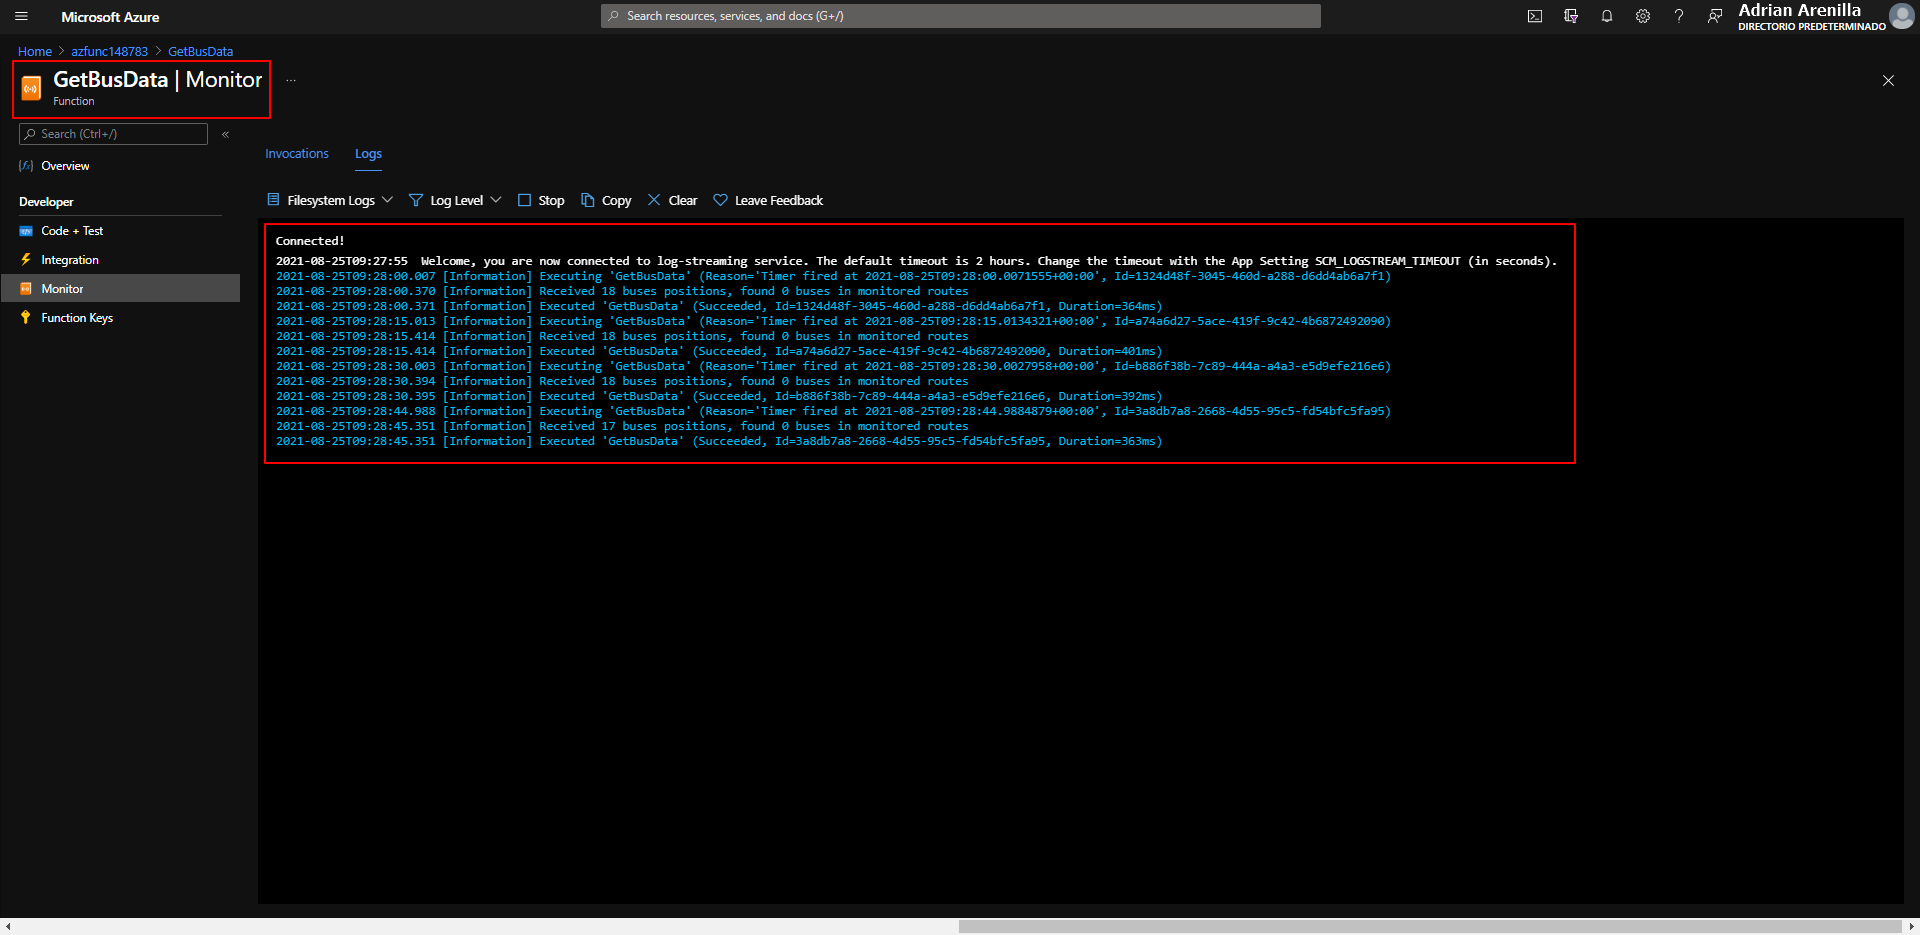 Microsoft Azure
Search resources, services, and docs (G+/)
Adrian Arenilla
DIRECTORIO PREDETERMINADO
Home > azfunc148783 > GetBusData
GetBusData | Monitor ...
Function
Search (Ctrl+/)
«
Overview
Developer
Code + Test
Integration
Monitor
Function Keys
Invocations Logs
Filesystem Logs Log Level Stop Copy Clear Leave Feedback
Connected!
2021-08-25T09:27:55 Welcome, you are now connected to log-streaming service. The default timeout is 2 hours. Change the timeout with the App Setting SCM_LOGSTREAM_TIMEOUT (in seconds).
2021-08-25T09:28:00.007 [Information] Executing 'GetBusData' (Reason='Timer fired at 2021-08-25T09:28:00.0071555+00:00', Id=1324d48f-3045-460d-a288-d6dd4ab6a7f1)
2021-08-25T09:28:00.370 [Information] Received 18 buses positions, found 0 buses in monitored routes
2021-08-25T09:28:00.371 [Information] Executed 'GetBusData' (Succeeded, Id=1324d48f-3045-460d-a288-d6dd4ab6a7f1, Duration=364ms)
2021-08-25T09:28:15.013 [Information] Executing 'GetBusData' (Reason='Timer fired at 2021-08-25T09:28:15.0134321+00:00', Id=a74a6d27-5ace-419f-9c42-4b6872492090)
2021-08-25T09:28:15.414 [Information] Received 18 buses positions, found 0 buses in monitored routes
2021-08-25T09:28:15.414 [Information] Executed 'GetBusData' (Succeeded, Id=a74a6d27-5ace-419f-9c42-4b6872492090, Duration=401ms)
2021-08-25T09:28:30.003 [Information] Executing 'GetBusData' (Reason='Timer fired at 2021-08-25T09:28:30.0027958+00:00', Id=b886f38b-7c89-444a-a4a3-e5d9efe216e6)
2021-08-25T09:28:30.394 [Information] Received 18 buses positions, found 0 buses in monitored routes
2021-08-25T09:28:30.395 [Information] Executed 'GetBusData' (Succeeded, Id=b886f38b-7c89-444a-a4a3-e5d9efe216e6, Duration=392ms)
2021-08-25T09:28:44.988 [Information] Executing 'GetBusData' (Reason='Timer fired at 2021-08-25T09:28:44.9884879+00:00', Id=3a8db7a8-2668-4d55-95c5-fd54bfc5fa95)
2021-08-25T09:28:45.351 [Information] Received 17 buses positions, found 0 buses in monitored routes
2021-08-25T09:28:45.351 [Information] Executed 'GetBusData' (Succeeded, Id=3a8db7a8-2668-4d55-95c5-fd54bfc5fa95, Duration=363ms)